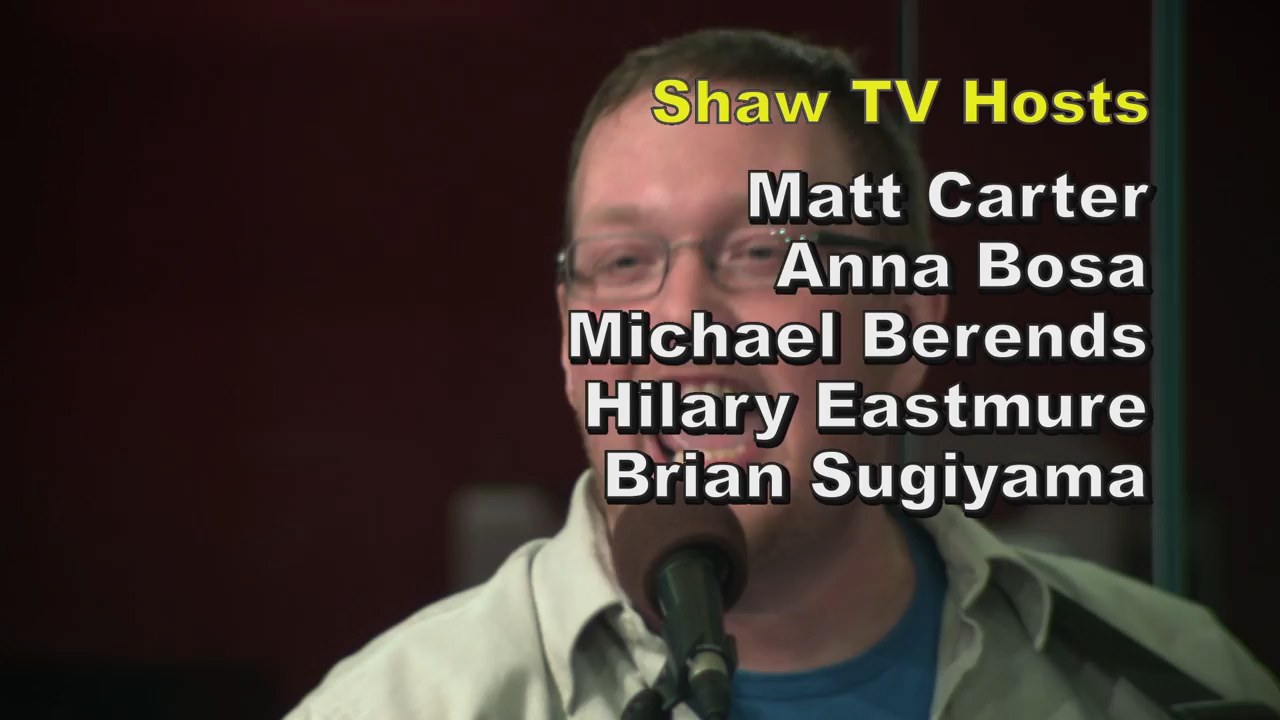 Shaw TV Hosts
Matt Carter
Anna Bosa
Michael Berends
Hilary Eastmure
Brian Sugiyama